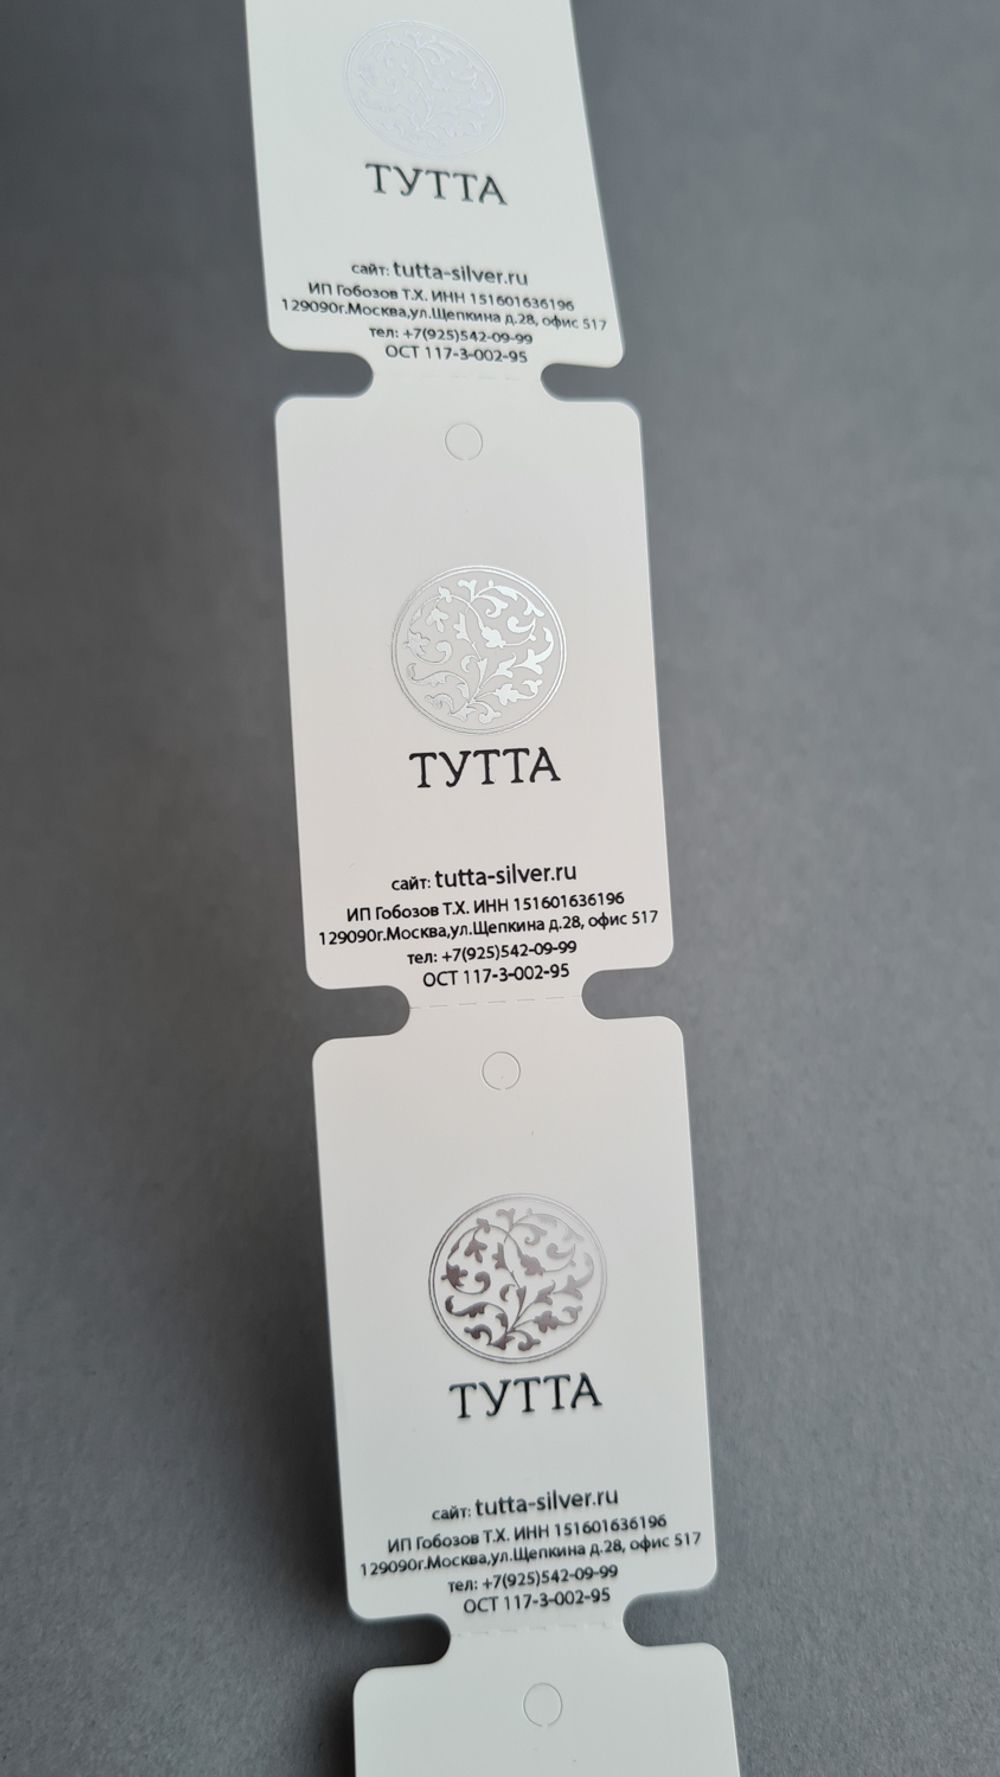 ТУТТА
сайт: tutta-silver.ru
ИП Гобозов Т.Х. ИНН 151601636196
129090г.Москва,ул.Щепкина д.28, офис 517
тел: +7(925)542-09-99
ОСТ 117-3-002-95
ТУТТА
сайт: tutta-silver.ru
ИП Гобозов Т.Х. ИНН 151601636196
129090г.Москва,ул.Щепкина д.28, офис 517
тел: +7(925)542-09-99
ОСТ 117-3-002-95
ТУТТА
сайт: tutta-silver.ru
ИП Гобозов Т.Х. ИНН 151601636196
129090г.Москва,ул.Щепкина д.28, офис 517
тел: +7(925)542-09-99
ОСТ 117-3-002-95